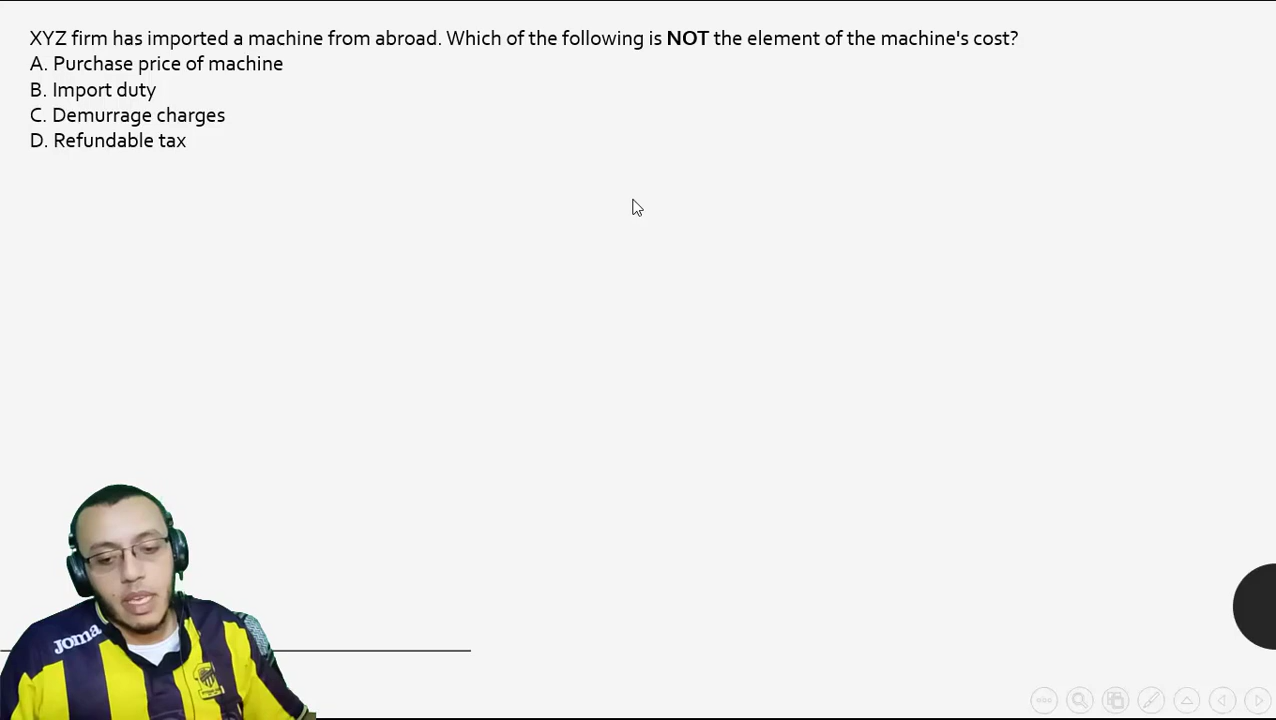 XYZ firm has imported a machine from abroad. Which of the following is NOT the element of the machine's cost?
A. Purchase price of machine
B. Import duty
C. Demurrage charges
D. Refundable tax
Joma